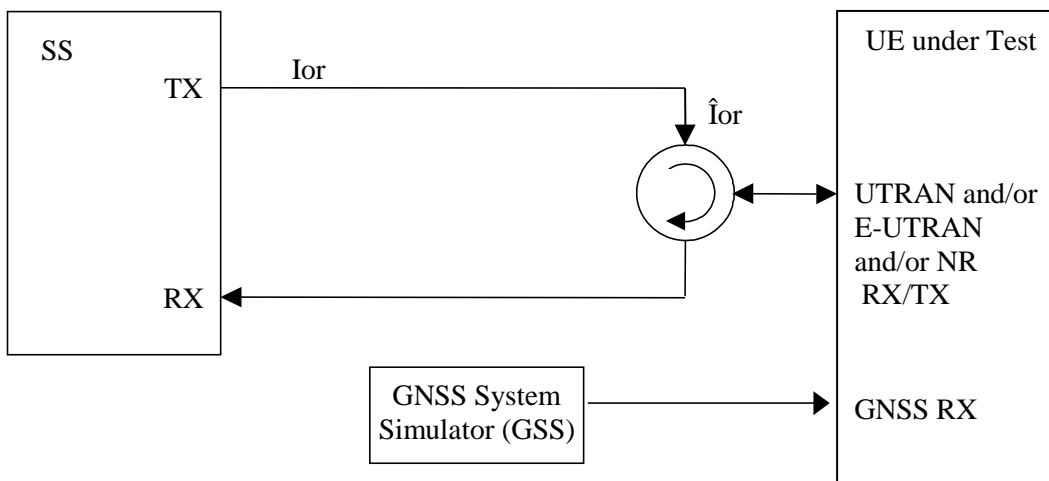 SS
TX
RX
Ior
Îor
UE under Test
UTRAN and/or
E-UTRAN
and/or NR
RX/TX
GNSS RX
GNSS System
Simulator (GSS)